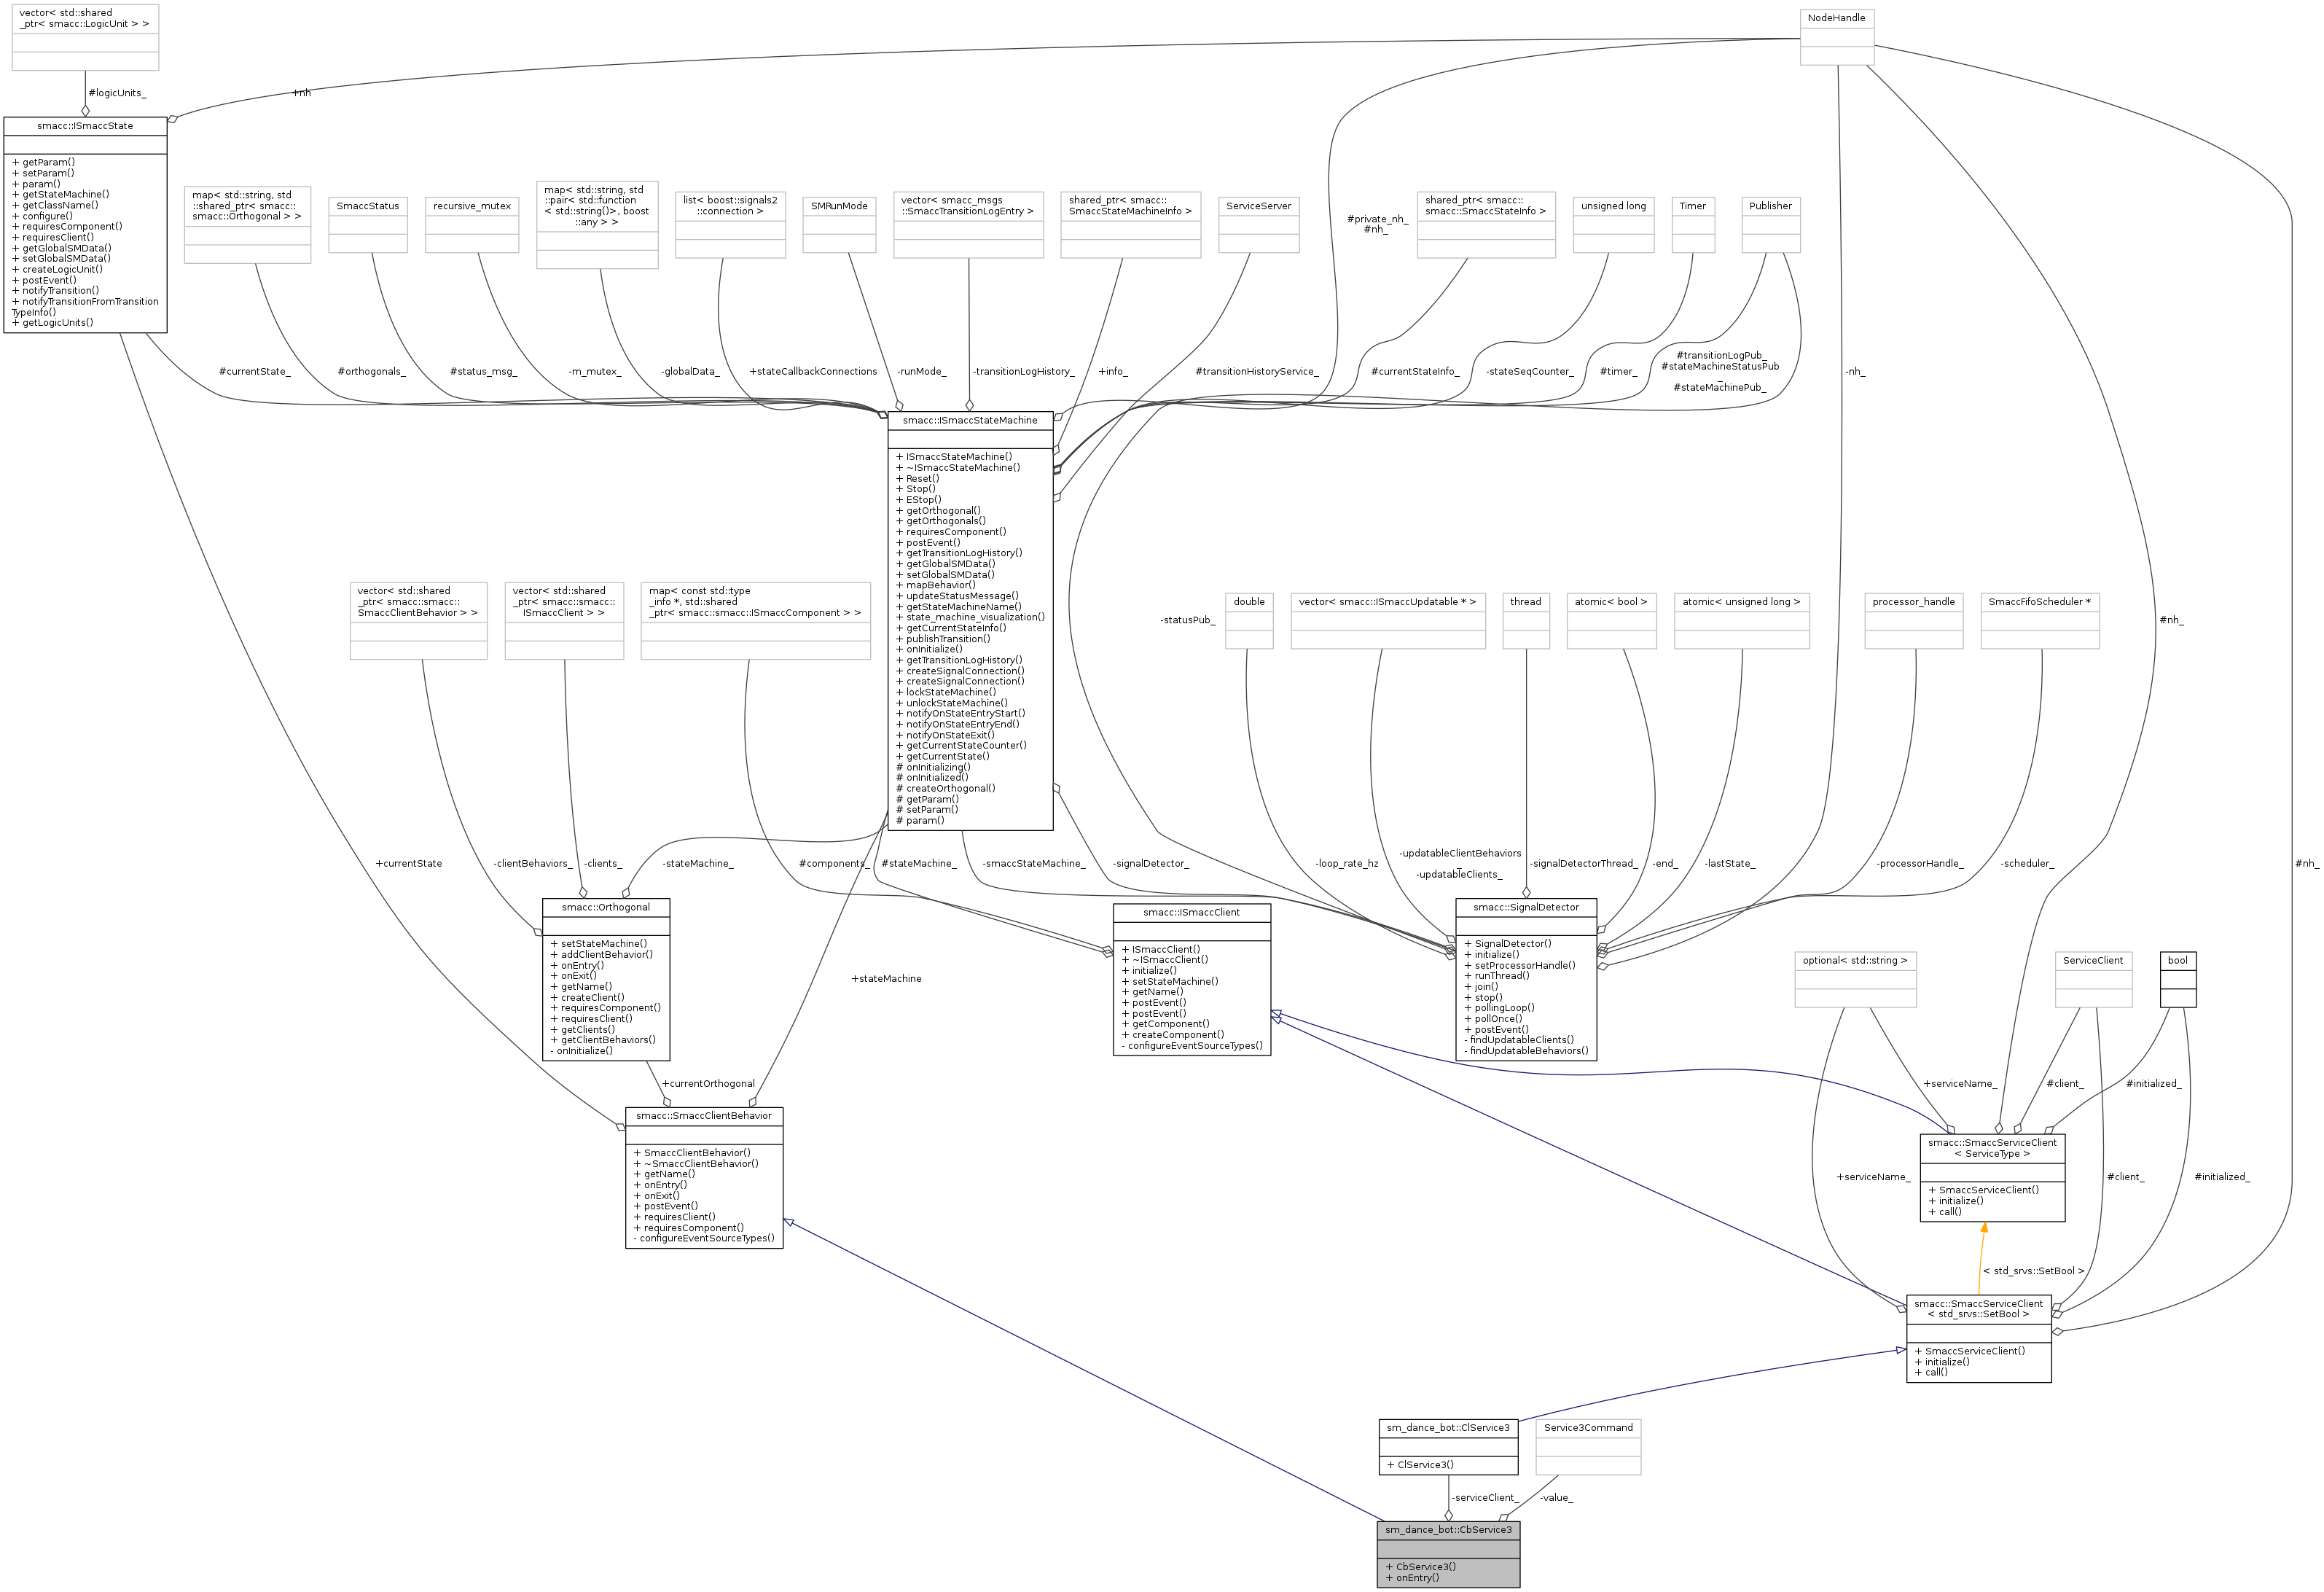 vector< std::shared
_ptr< smacc::LogicUnit > >
NodeHandle
#logicUnits_
+nh
smacc::ISmaccState
+ getParam()
+ setParam()
+ param()
+ getStateMachine()
+ getClassName()
+ configure()
+ requiresComponent()
+ requiresClient()
+ getGlobalSMData()
+ setGlobalSMData()
+ createLogicUnit()
+ postEvent()
+ notifyTransition()
+ notifyTransitionFromTransition
TypeInfo()
+ getLogicUnits()
map< std::string, std
::shared_ptr< smacc::
smacc::Orthogonal > >
SmaccStatus
recursive_mutex
map< std::string, std
::pair< std::function
< std::string()>, boost
::any > >
list< boost::signals2
::connection >
SMRunMode
vector< smacc_msgs
::SmaccTransitionLogEntry >
shared_ptr< smacc::
SmaccStateMachineInfo >
ServiceServer
#private_nh_
#nh_
shared_ptr< smacc::
smacc::SmaccStateInfo >
unsigned long
Timer
Publisher
#currentState_
#orthogonals_
#status_msg_
-m_mutex_
-globalData_
+stateCallbackConnections
-runMode_
-transitionLogHistory_
+info_
#transitionHistoryService_
#currentStateInfo_
-stateSeqCounter_
#timer_
#transitionLogPub_
#stateMachineStatusPub
_
#stateMachinePub_
-nh_
smacc::ISmaccStateMachine
+ ISmaccStateMachine()
+ ~ISmaccStateMachine()
+ Reset()
+ Stop()
+ EStop()
+ getOrthogonal()
+ getOrthogonals()
+ requiresComponent()
+ postEvent()
+ getTransitionLogHistory()
+ getGlobalSMData()
+ setGlobalSMData()
+ mapBehavior()
+ updateStatusMessage()
+ getStateMachineName()
+ state_machine_visualization()
+ getCurrentStateInfo()
+ publishTransition()
+ onInitialize()
+ getTransitionLogHistory()
+ createSignalConnection()
+ createSignalConnection()
+ lockStateMachine()
+ unlockStateMachine()
+ notifyOnStateEntryStart()
+ notifyOnStateEntryEnd()
+ notifyOnStateExit()
+ getCurrentStateCounter()
+ getCurrentState()
# onInitializing()
# onInitialized()
# createOrthogonal()
# getParam()
# setParam()
# param()
vector< std::shared
_ptr< smacc::smacc::
SmaccClientBehavior > >
vector< std::shared
_ptr< smacc::smacc::
ISmaccClient > >
map< const std::type
_info *, std::shared
_ptr< smacc::smacc::ISmaccComponent > >
-statusPub_
double
vector< smacc::ISmaccUpdatable * >
thread
atomic< bool >
atomic< unsigned long >
processor_handle
SmaccFifoScheduler *
#nh_
+currentState
-clientBehaviors_
-clients_
-stateMachine_
#components_
#stateMachine_
-smaccStateMachine_
-signalDetector_
-loop_rate_hz
-updatableClientBehaviors
_
-updatableClients_
-signalDetectorThread_
-end_
-lastState_
-processorHandle_
-scheduler_
#nh_
smacc::Orthogonal
+ setStateMachine()
+ addClientBehavior()
+ onEntry()
+ onExit()
+ getName()
+ createClient()
+ requiresComponent()
+ requiresClient()
+ getClients()
+ getClientBehaviors()
- onInitialize()
+stateMachine
smacc::ISmaccClient
+ ISmaccClient()
+ ~ISmaccClient()
+ initialize()
+ setStateMachine()
+ getName()
+ postEvent()
+ postEvent()
+ getComponent()
+ createComponent()
- configureEventSourceTypes()
smacc::SignalDetector
+ SignalDetector()
+ initialize()
+ setProcessorHandle()
+ runThread()
+ join()
+ stop()
+ pollingLoop()
+ pollOnce()
+ postEvent()
- findUpdatableClients()
- findUpdatableBehaviors()
optional< std::string >
ServiceClient
bool
+currentOrthogonal
+serviceName_
#client_
#initialized_
smacc::SmaccClientBehavior
+ SmaccClientBehavior()
+ ~SmaccClientBehavior()
+ getName()
+ onEntry()
+ onExit()
+ postEvent()
+ requiresClient()
+ requiresComponent()
- configureEventSourceTypes()
+serviceName_
smacc::SmaccServiceClient
< ServiceType >
+ SmaccServiceClient()
+ initialize()
+ call()
#client_
#initialized_
< std_srvs::SetBool >
smacc::SmaccServiceClient
< std_srvs::SetBool >
+ SmaccServiceClient()
+ initialize()
+ call()
sm_dance_bot::ClService3
+ ClService3()
Service3Command
-serviceClient_
-value_
sm_dance_bot::CbService3
+ CbService3()
+ onEntry()